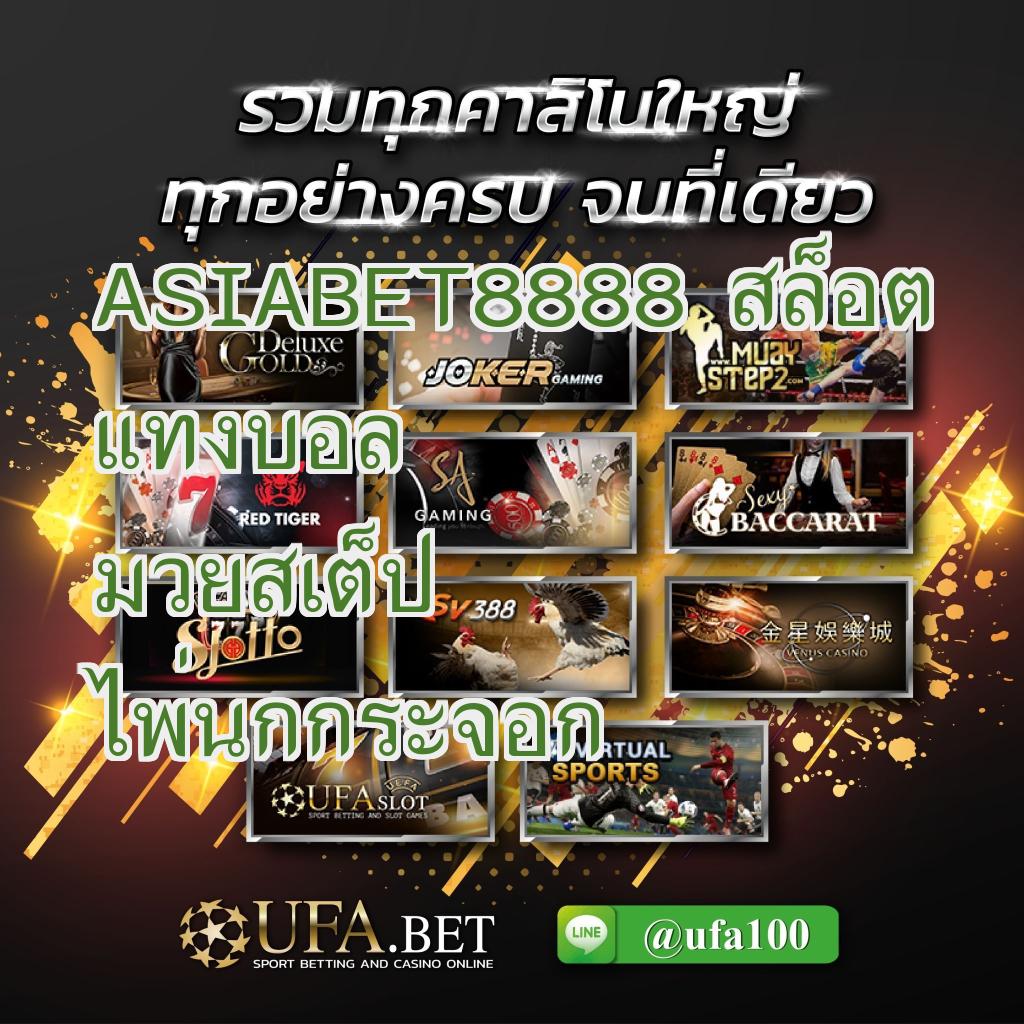 รวมทุกคาสิโนใหญ่
ทุกอย่างครบ จบที่เดียว
ASIABET8888 สล็อต
Deluxe
GOLD
JOKER GAMING
WWW.MUAY
STEP2.COM
แทงบอล
7
RED TIGER
SA
GAMING
Sexy
BACCARAT
มวยสเต็ป
Slotto
SV388
金星娛樂城
VENUS CASINO
ไพ่นกกระจอก
UFA SLOT
SPORT BETTING AND SLOT GAMES
VIRTUAL
SPORTS
UFA.BET
SPORT BETTING AND CASINO ONLINE
LINE
@ufa100